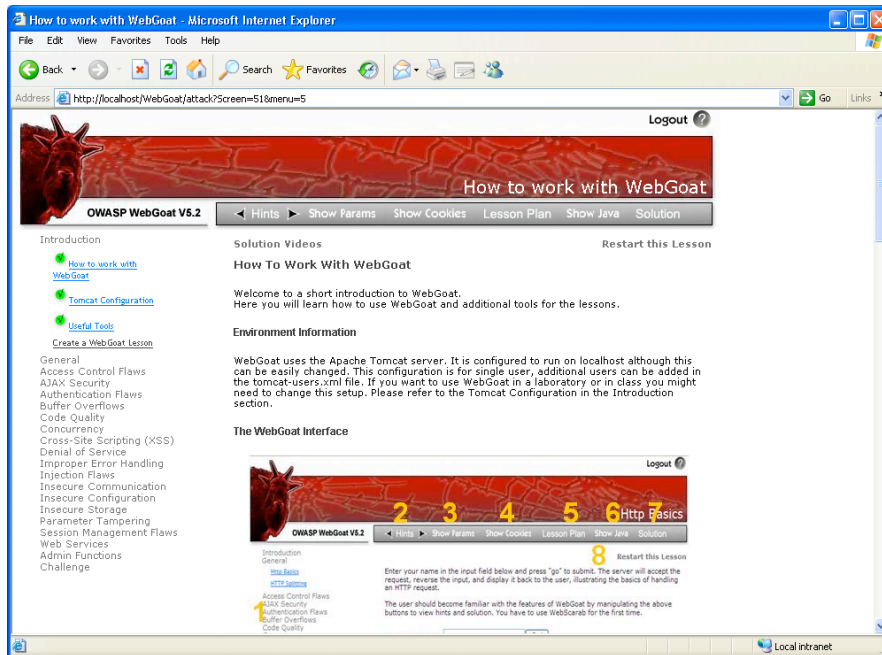 How to work with WebGoat - Microsoft Internet Explorer
File Edit View Favorites Tools Help
Back Search Favorites
Address http://localhost/WebGoat/attack?Screen=51&menu=5 Go Links
Logout ?
How to work with WebGoat
OWASP WebGoat V5.2 Hints Show Params Show Cookies Lesson Plan Show Java Solution
Introduction
How to work with
WebGoat
Tomcat Configuration
Useful Tools
Create a WebGoat Lesson
General
Access Control Flaws
AJAX Security
Authentication Flaws
Buffer Overflows
Code Quality
Concurrency
Cross-Site Scripting (XSS)
Denial of Service
Improper Error Handling
Injection Flaws
Insecure Communication
Insecure Configuration
Insecure Storage
Parameter Tampering
Session Management Flaws
Web Services
Admin Functions
Challenge
Solution Videos Restart this Lesson
How To Work With WebGoat
Welcome to a short introduction to WebGoat.
Here you will learn how to use WebGoat and additional tools for the lessons.
Environment Information
WebGoat uses the Apache Tomcat server. It is configured to run on localhost although this
can be easily changed. This configuration is for single user, additional users can be added in
the tomcat-users.xml file. If you want to use WebGoat in a laboratory or in class you might
need to change this setup. Please refer to the Tomcat Configuration in the Introduction
section.
The WebGoat Interface
Logout ?
2 3 4 5 6 7
Http Basics
OWASP WebGoat V5.2 Hints Show Params Show Cookies Lesson Plan Show Java Solution
8 Restart this Lesson
Introduction
General
Http Basics
HTTP Splitting
Access Control Flaws
AJAX Security
1
Authentication Flaws
Buffer Overflows
Code Quality
Enter your name in the input field below and press "go" to submit. The server will accept the
request, reverse the input, and display it back to the user, illustrating the basics of handling
an HTTP request.
The user should become familiar with the features of WebGoat by manipulating the above
buttons to view hints and solution. You have to use WebScarab for the first time.
Local intranet